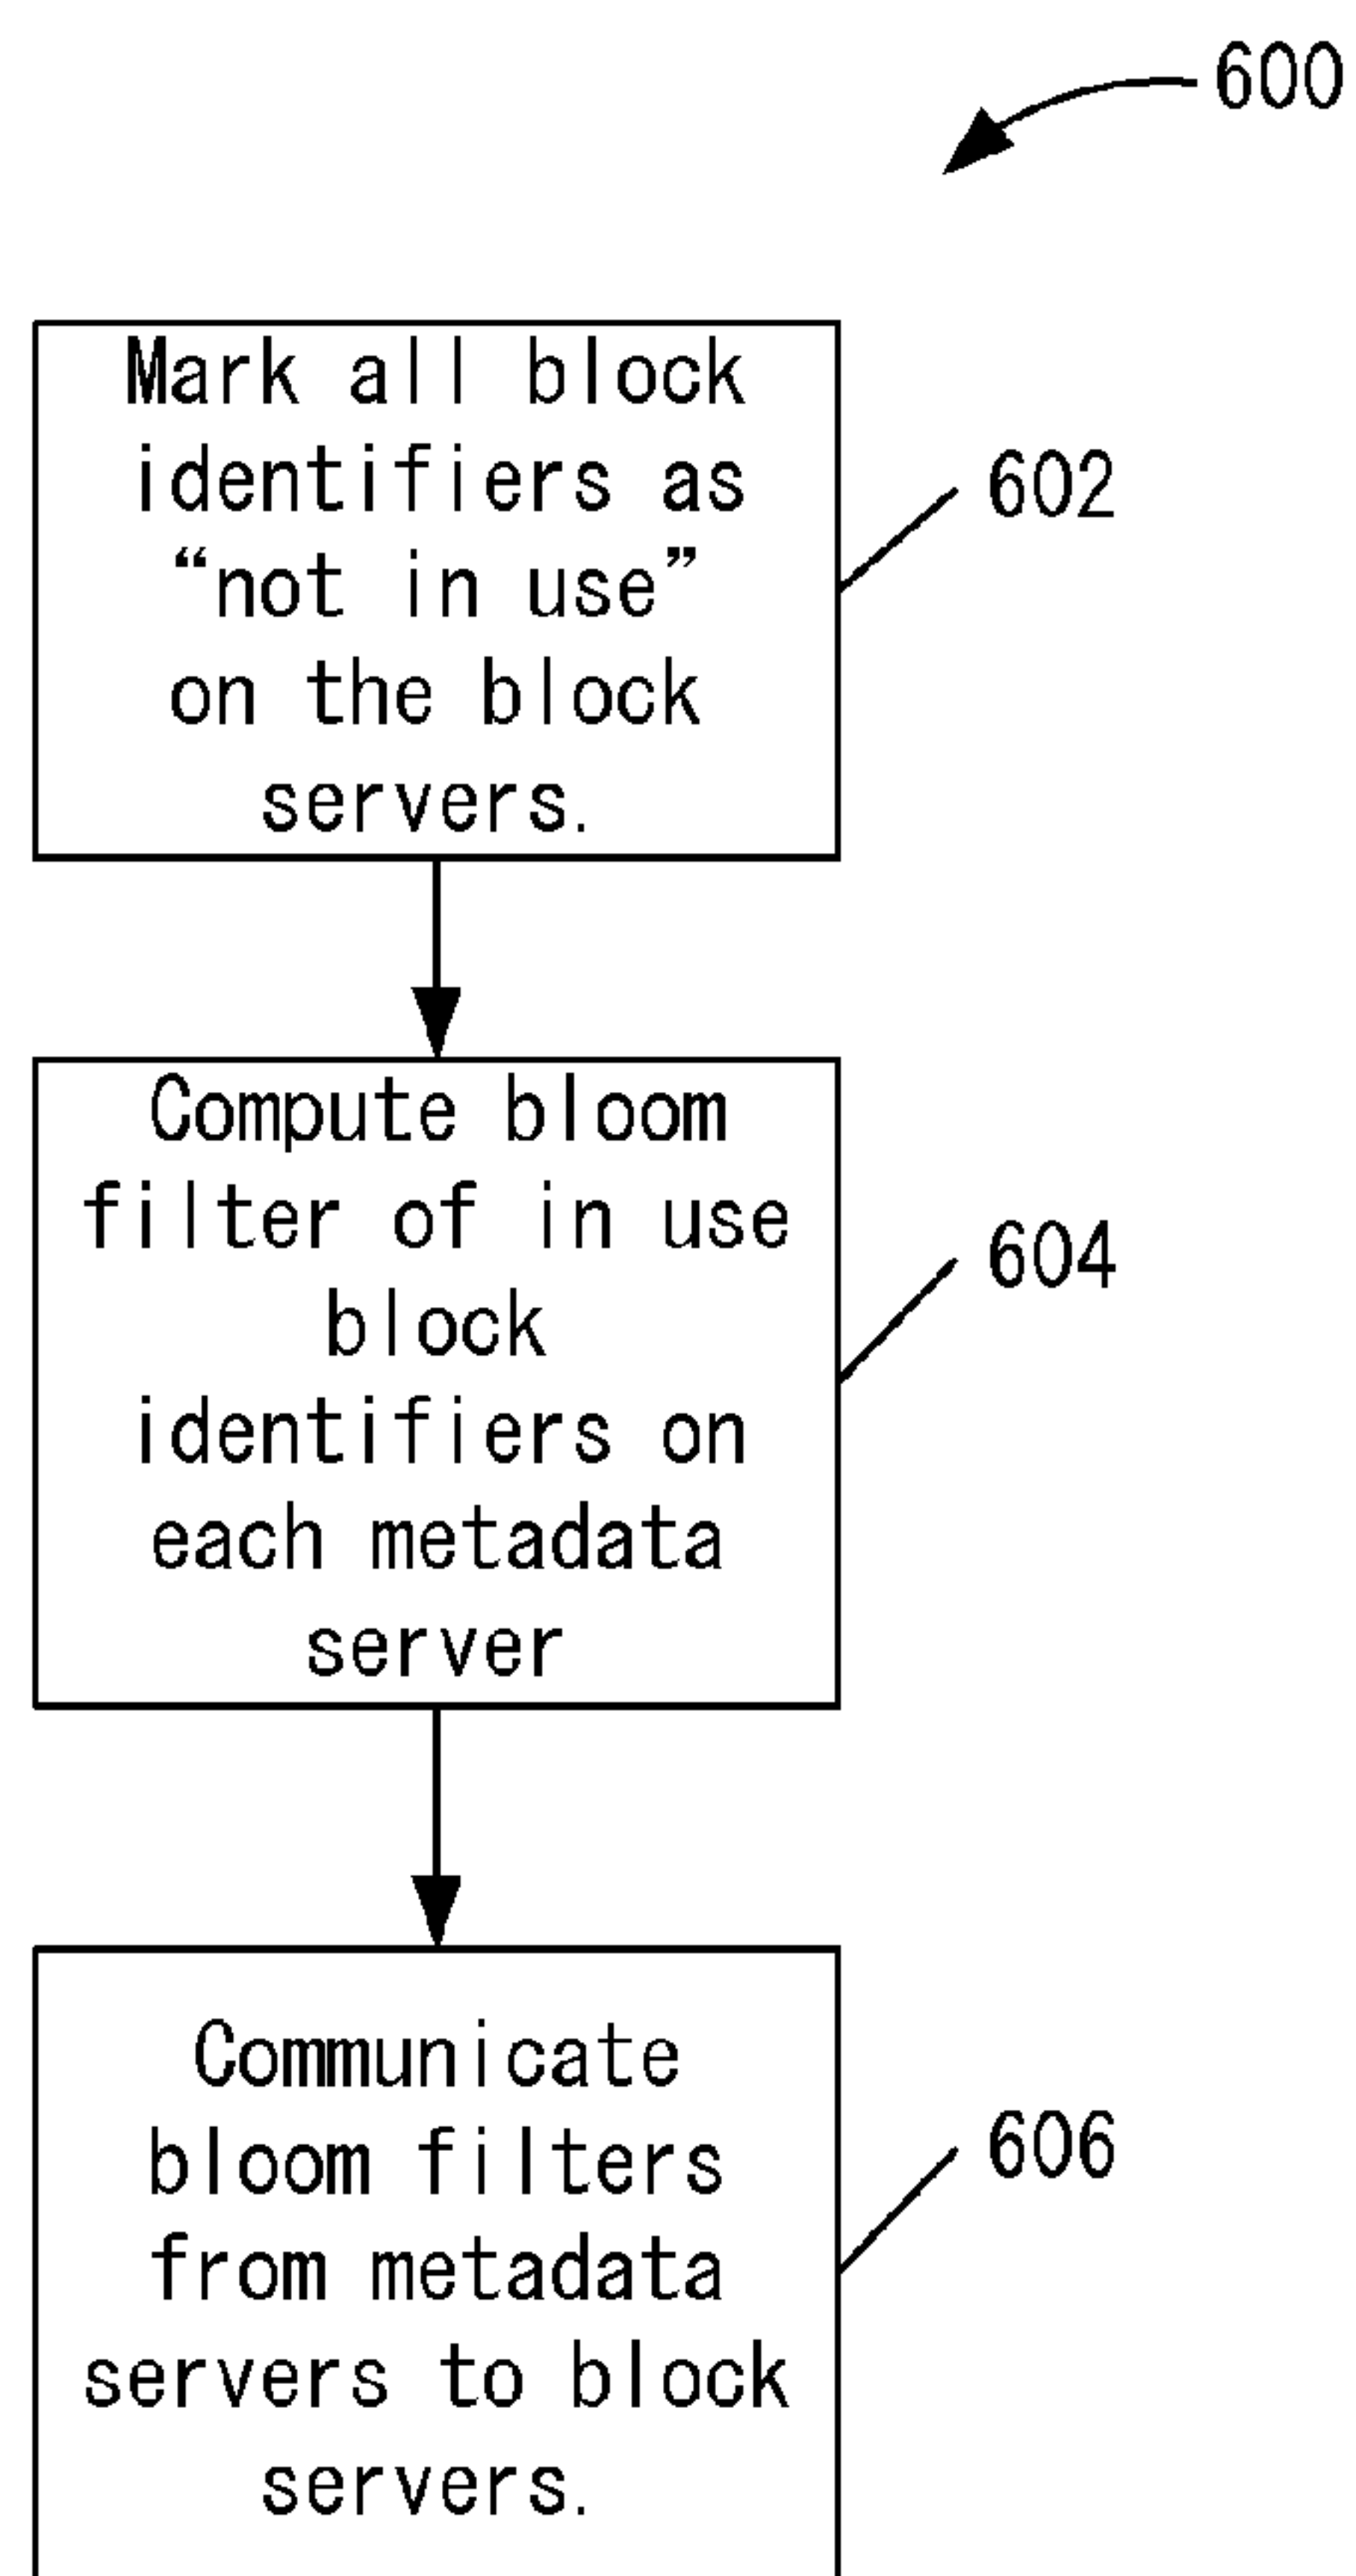 600
Mark all block
identifiers as
“not in use”
on the block
servers.
602
Compute bloom
filter of in use
block
identifiers on
each metadata
server
604
Communicate
bloom filters
from metadata
servers to block
servers.
606